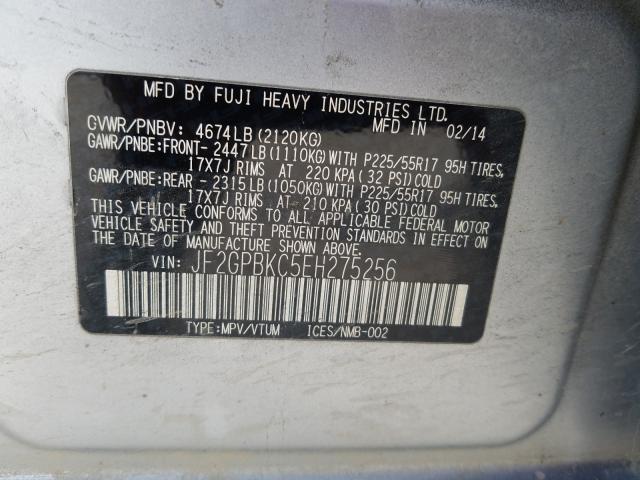 MFD BY FUJI HEAVY INDUSTRIES LTD.
GVWR/PNBV: 4674LB(2120KG) MFD IN 02/14
GAWR/PNBE:FRONT- 2447LB(1110KG)WITH P225/55R17 95H TIRES,
17X7J RIMS AT 220 KPA(32 PSI)COLD
GAWR/PNBE:REAR - 2315LB(1050KG)WITH P225/55R17 95H TIRES,
17X7J RIMS AT 210 KPA(30 PSI)COLD
THIS VEHICLE CONFORMS TO ALL APPLICABLE FEDERAL MOTOR
VEHICLE SAFETY AND THEFT PREVENTION STANDARDS IN EFFECT ON
THE DATE OF MANUFACTURE SHOWN ABOVE.
VIN: JF2GPBKC5EH275256
TYPE:MPV/VTUM ICES/NMB-002